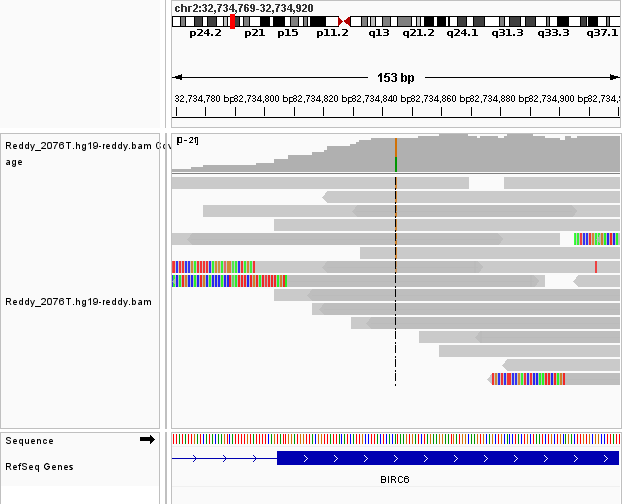 chr2:32,734,769-32,734,920
p24.2 p21 p15 p11.2 q13 q21.2 q24.1 q31.3 q33.3 q37.1
153 bp
32,734,780 bp 32,734,800 bp 32,734,820 bp 32,734,840 bp 32,734,860 bp 32,734,880 bp 32,734,900 bp
[0-21]
Reddy_2076T.hg19-reddy.bam Cov
age
Reddy_2076T.hg19-reddy.bam
Sequence
RefSeq Genes
BIRC6